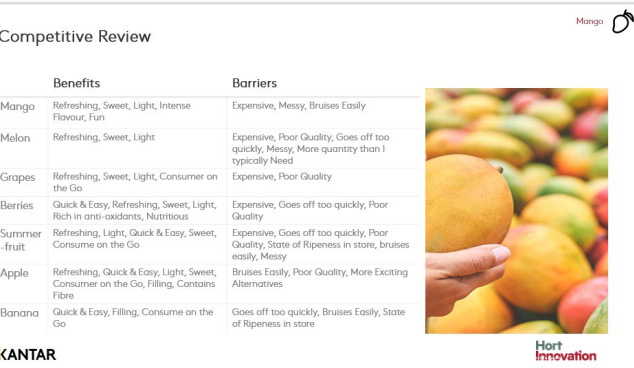 Mango
Competitive Review
Benefits
Barriers
Mango
Refreshing, Sweet, Light, Intense
Flavour, Fun
Expensive, Messy, Bruises Easily
Melon
Refreshing, Sweet, Light
Expensive, Poor Quality, Goes off too
quickly, Messy, More quantity than I
typically Need
Grapes
Refreshing, Sweet, Light, Consumer on
the Go
Expensive, Poor Quality
Berries
Quick & Easy, Refreshing, Sweet, Light,
Rich in anti-oxidants, Nutritious
Expensive, Goes off too quickly, Poor
Quality
Summer
-fruit
Refreshing, Light, Quick & Easy, Sweet,
Consume on the Go
Expensive, Goes off too quickly, Poor
Quality, State of Ripeness in store, bruises
easily, Messy
Apple
Refreshing, Quick & Easy, Light, Sweet,
Consumer on the Go, Filling, Contains
Fibre
Bruises Easily, Poor Quality, More Exciting
Alternatives
Banana
Quick & Easy, Filling, Consume on the
Go
Goes off too quickly, Bruises Easily, State
of Ripeness in store
KANTAR
Hort
Innovation